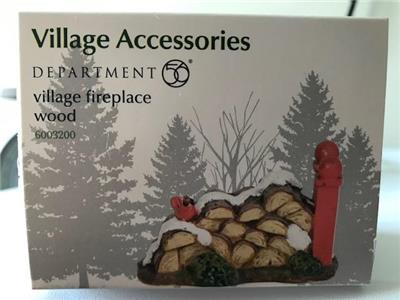 Village Accessories
DEPARTMENT 56®
village fireplace
wood
6003200